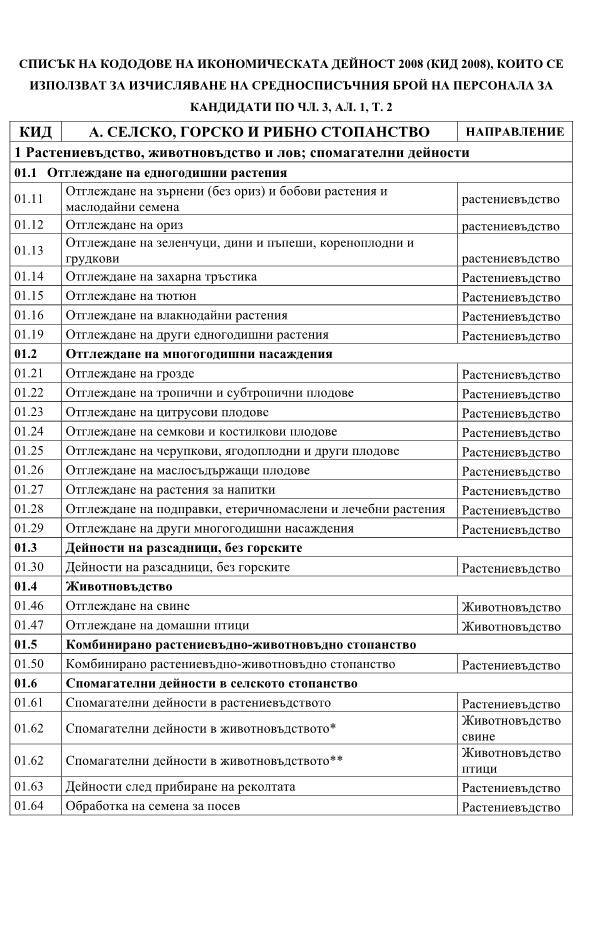 СПИСЪК НА КОДОДОВЕ НА ИКОНОМИЧЕСКАТА ДЕЙНОСТ 2008 (КИД 2008), КОИТО СЕ
ИЗПОЛЗВАТ ЗА ИЗЧИСЛЯВАНЕ НА СРЕДНОСПИСЪЧНИЯ БРОЙ НА ПЕРСОНАЛА ЗА
КАНДИДАТИ ПО ЧЛ. 3, АЛ. 1, Т. 2
КИД А. СЕЛСКО, ГОРСКО И РИБНО СТОПАНСТВО НАПРАВЛЕНИЕ
1 Растениевъдство, животновъдство и лов; спомагателни дейности
01.1 Отглеждане на едногодишни растения
01.11 Отглеждане на зърнени (без ориз) и бобови растения и
маслодайни семена растениевъдство
01.12 Отглеждане на ориз растениевъдство
01.13 Отглеждане на зеленчуци, дини и пъпеши, кореноплодни и
грудкови растениевъдство
01.14 Отглеждане на захарна тръстика Растениевъдство
01.15 Отглеждане на тютюн Растениевъдство
01.16 Отглеждане на влакнодайни растения Растениевъдство
01.19 Отглеждане на други едногодишни растения Растениевъдство
01.2 Отглеждане на многогодишни насаждения
01.21 Отглеждане на грозде Растениевъдство
01.22 Отглеждане на тропични и субтропични плодове Растениевъдство
01.23 Отглеждане на цитрусови плодове Растениевъдство
01.24 Отглеждане на семкови и костилкови плодове Растениевъдство
01.25 Отглеждане на черупкови, ягодоплодни и други плодове Растениевъдство
01.26 Отглеждане на маслосъдържащи плодове Растениевъдство
01.27 Отглеждане на растения за напитки Растениевъдство
01.28 Отглеждане на подправки, етеричномаслени и лечебни растения Растениевъдство
01.29 Отглеждане на други многогодишни насаждения Растениевъдство
01.3 Дейности на разсадници, без горските
01.30 Дейности на разсадници, без горските Растениевъдство
01.4 Животновъдство
01.46 Отглеждане на свине Животновъдство
01.47 Отглеждане на домашни птици Животновъдство
01.5 Комбинирано растениевъдно-животновъдно стопанство
01.50 Комбинирано растениевъдно-животновъдно стопанство Растениевъдство
01.6 Спомагателни дейности в селското стопанство
01.61 Спомагателни дейности в растениевъдството Растениевъдство
01.62 Спомагателни дейности в животновъдството* Животновъдство
свине
01.62 Спомагателни дейности в животновъдството** Животновъдство
птици
01.63 Дейности след прибиране на реколтата Растениевъдство
01.64 Обработка на семена за посев Растениевъдство